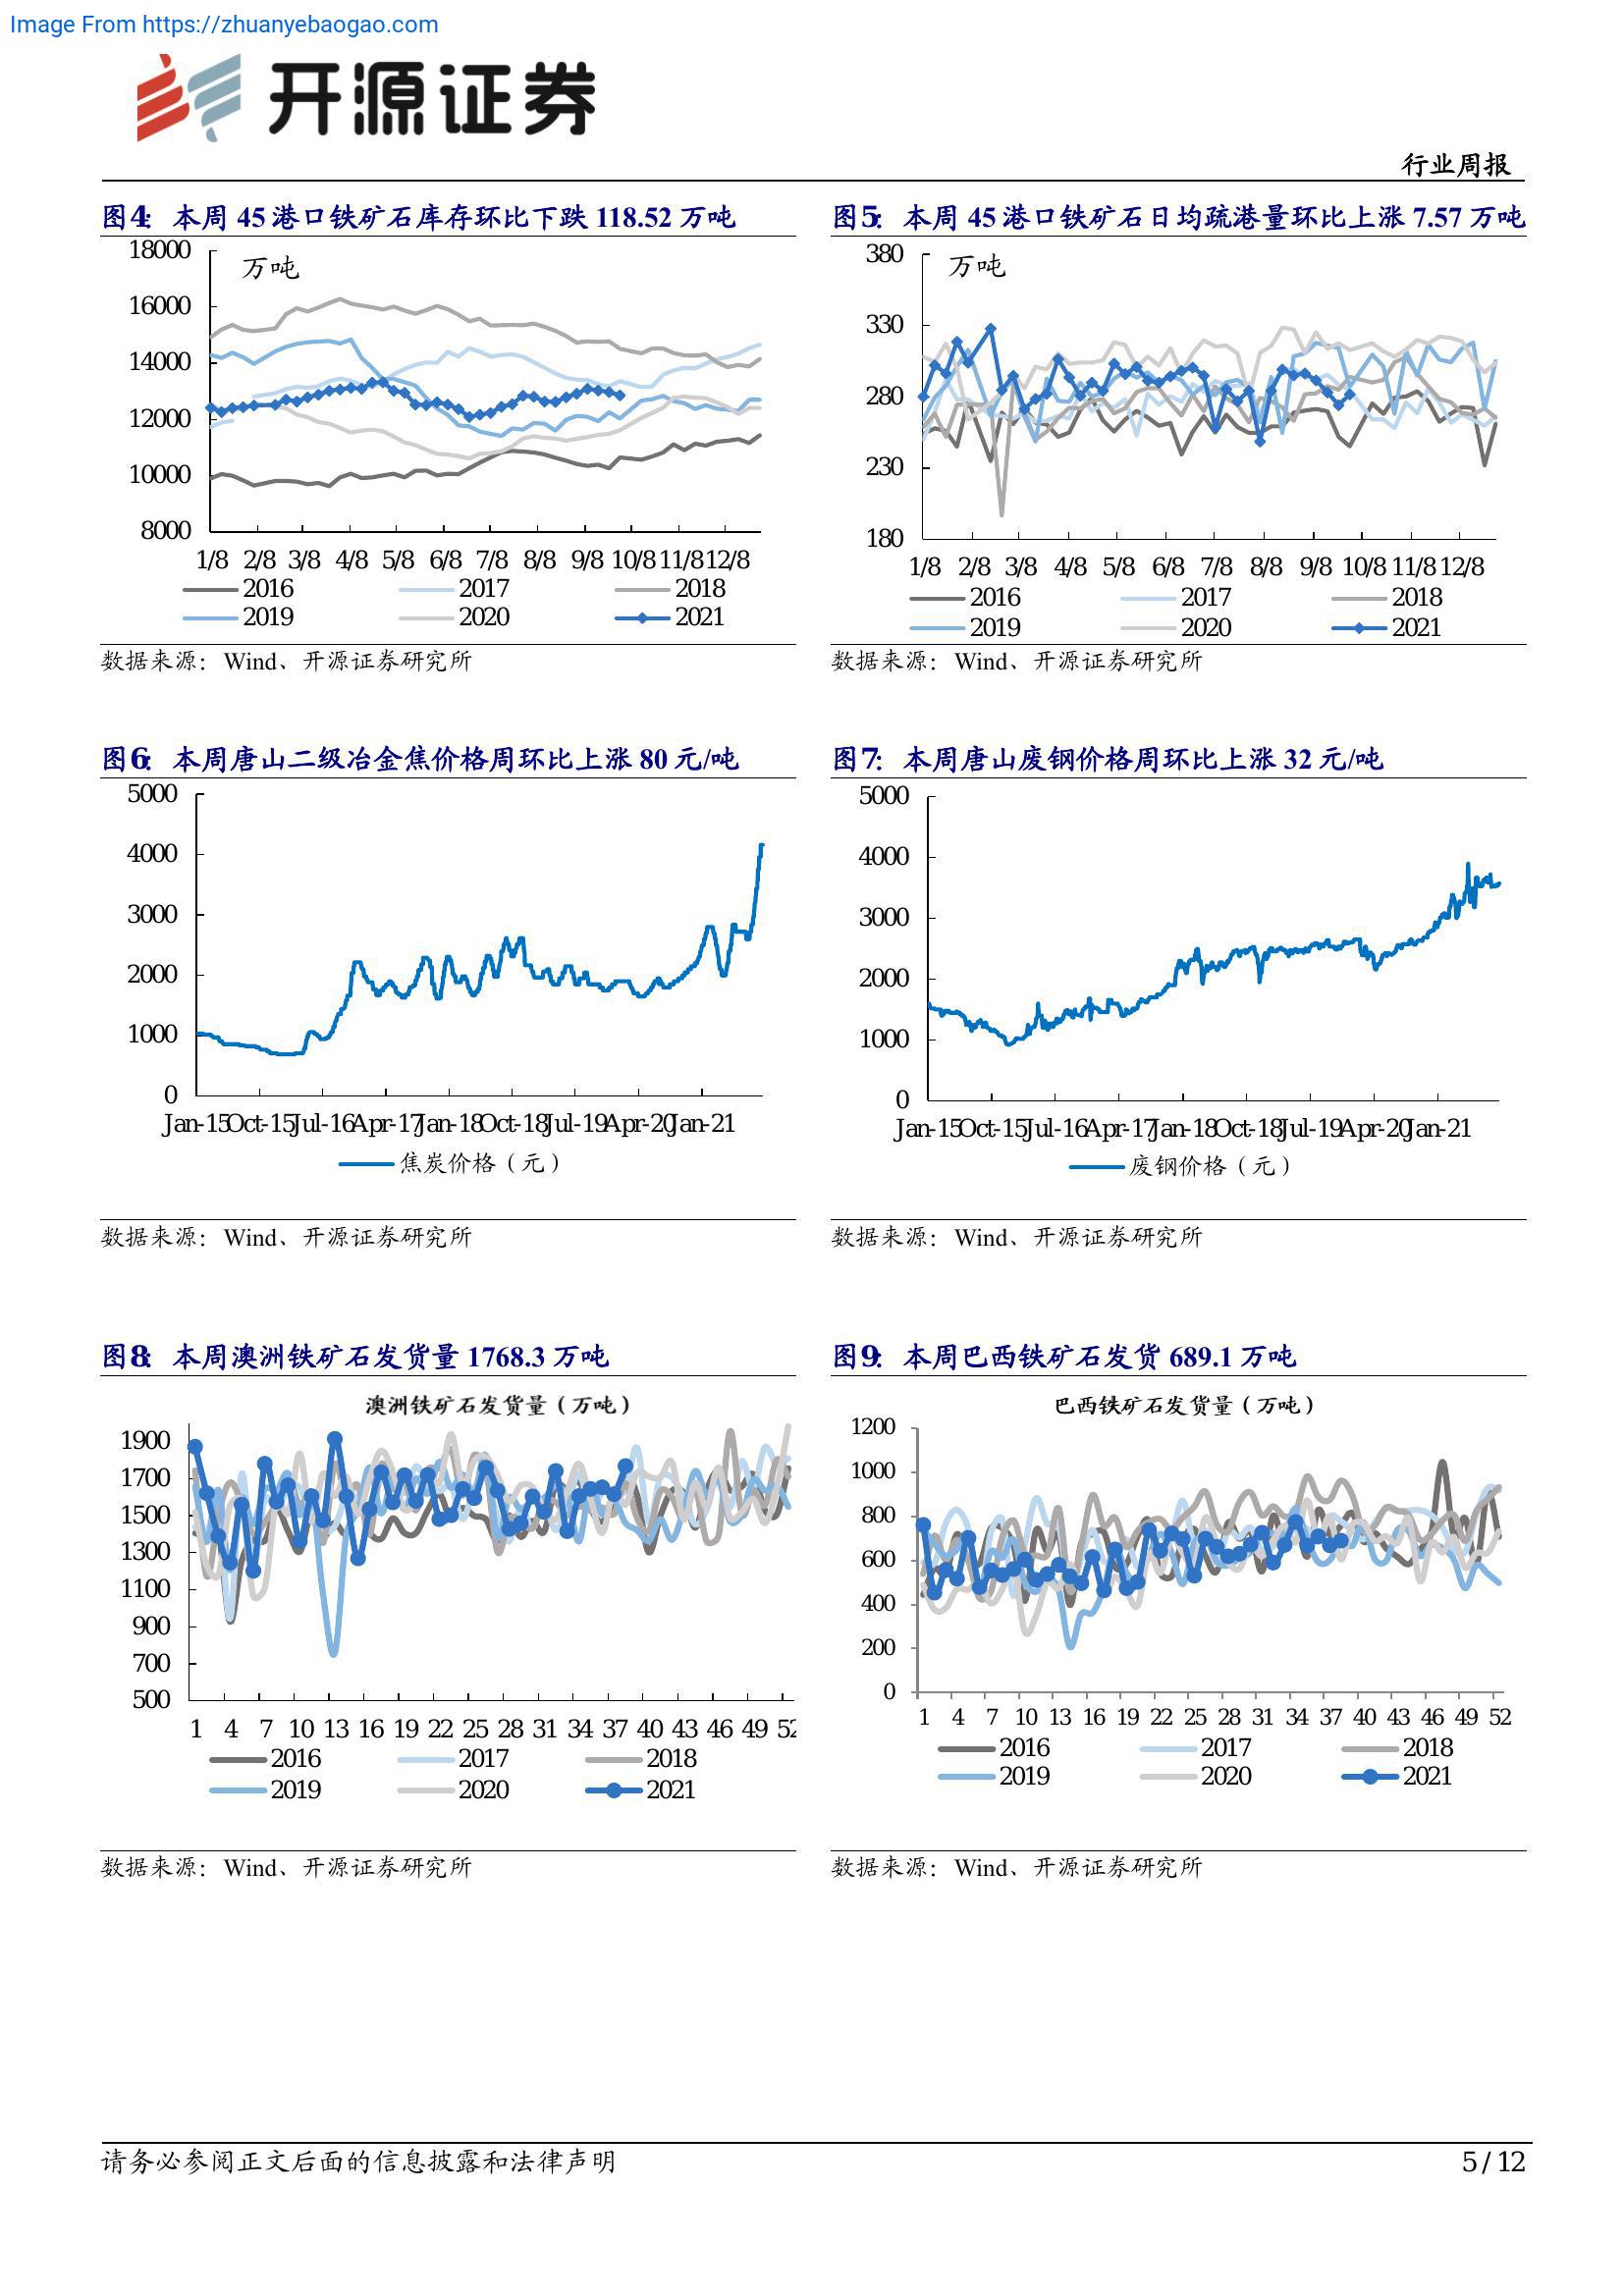 Image From https://zhuanyebaogao.com
开源证券
行业周报
图4： 本周 45 港口铁矿石库存环比下跌 118.52 万吨
18000
万吨
16000
14000
12000
10000
8000
1/8 2/8 3/8 4/8 5/8 6/8 7/8 8/8 9/8 10/8 11/8 12/8
2016 2017 2018
2019 2020 2021
数据来源：Wind、开源证券研究所
图5： 本周 45 港口铁矿石日均疏港量环比上涨 7.57 万吨
380
万吨
330
280
230
180
1/8 2/8 3/8 4/8 5/8 6/8 7/8 8/8 9/8 10/8 11/8 12/8
2016 2017 2018
2019 2020 2021
数据来源：Wind、开源证券研究所
图6： 本周唐山二级冶金焦价格周环比上涨 80 元/吨
5000
4000
3000
2000
1000
0
Jan-15 Oct-15 Jul-16 Apr-17 Jan-18 Oct-18 Jul-19 Apr-20 Jan-21
焦炭价格（元）
数据来源：Wind、开源证券研究所
图7： 本周唐山废钢价格周环比上涨 32 元/吨
5000
4000
3000
2000
1000
0
Jan-15 Oct-15 Jul-16 Apr-17 Jan-18 Oct-18 Jul-19 Apr-20 Jan-21
废钢价格（元）
数据来源：Wind、开源证券研究所
图8： 本周澳洲铁矿石发货量 1768.3 万吨
澳洲铁矿石发货量（万吨）
1900
1700
1500
1300
1100
900
700
500
1 4 7 10 13 16 19 22 25 28 31 34 37 40 43 46 49 52
2016 2017 2018
2019 2020 2021
数据来源：Wind、开源证券研究所
图9： 本周巴西铁矿石发货 689.1 万吨
巴西铁矿石发货量（万吨）
1200
1000
800
600
400
200
0
1 4 7 10 13 16 19 22 25 28 31 34 37 40 43 46 49 52
2016 2017 2018
2019 2020 2021
数据来源：Wind、开源证券研究所
请务必参阅正文后面的信息披露和法律声明
5 / 12